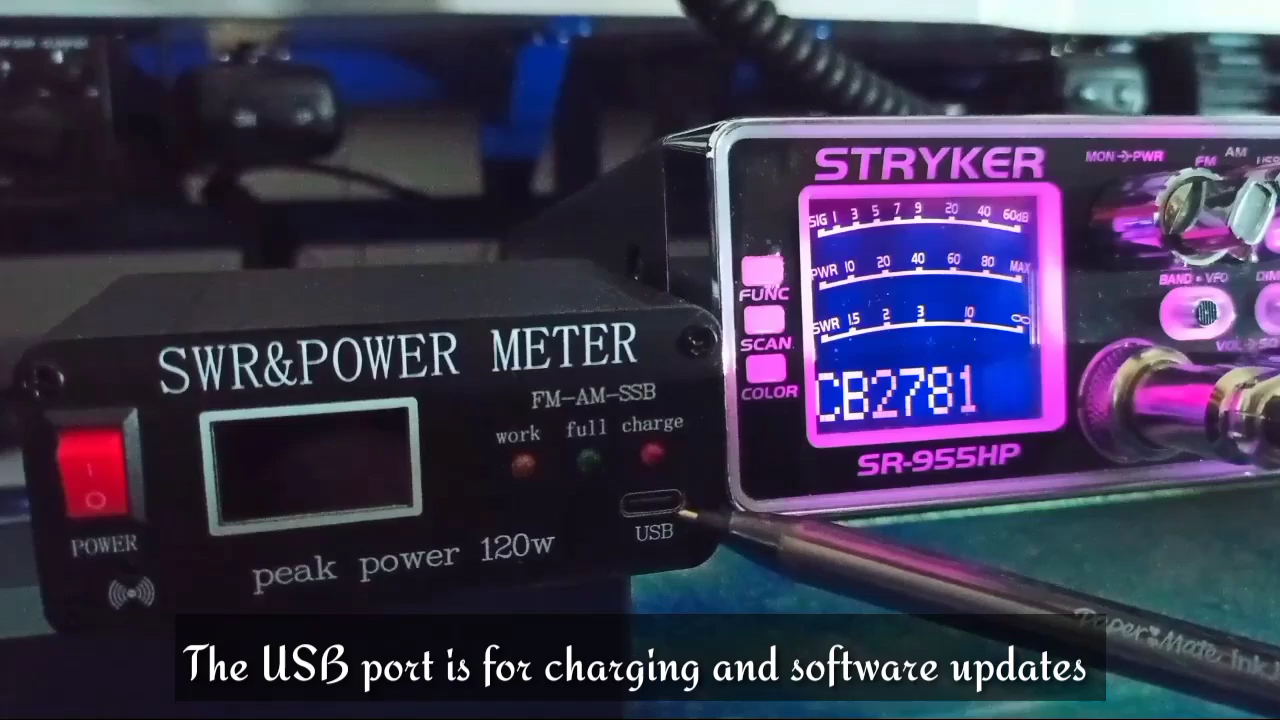 STRYKER
MON→PWR
FM
AM
SIG 1 3 5 7 9 20 40 60dB
PWR 10 20 40 60 80 MAX
SWR 1.5 2 3 10 ∞
CB2781
FUNC
SCAN
COLOR
BAND • VFO
SR-955HP
SWR&POWER METER
FM-AM-SSB
work full charge
I
O
POWER
USB
peak power 120w
Paper Mate Ink
The USB port is for charging and software updates